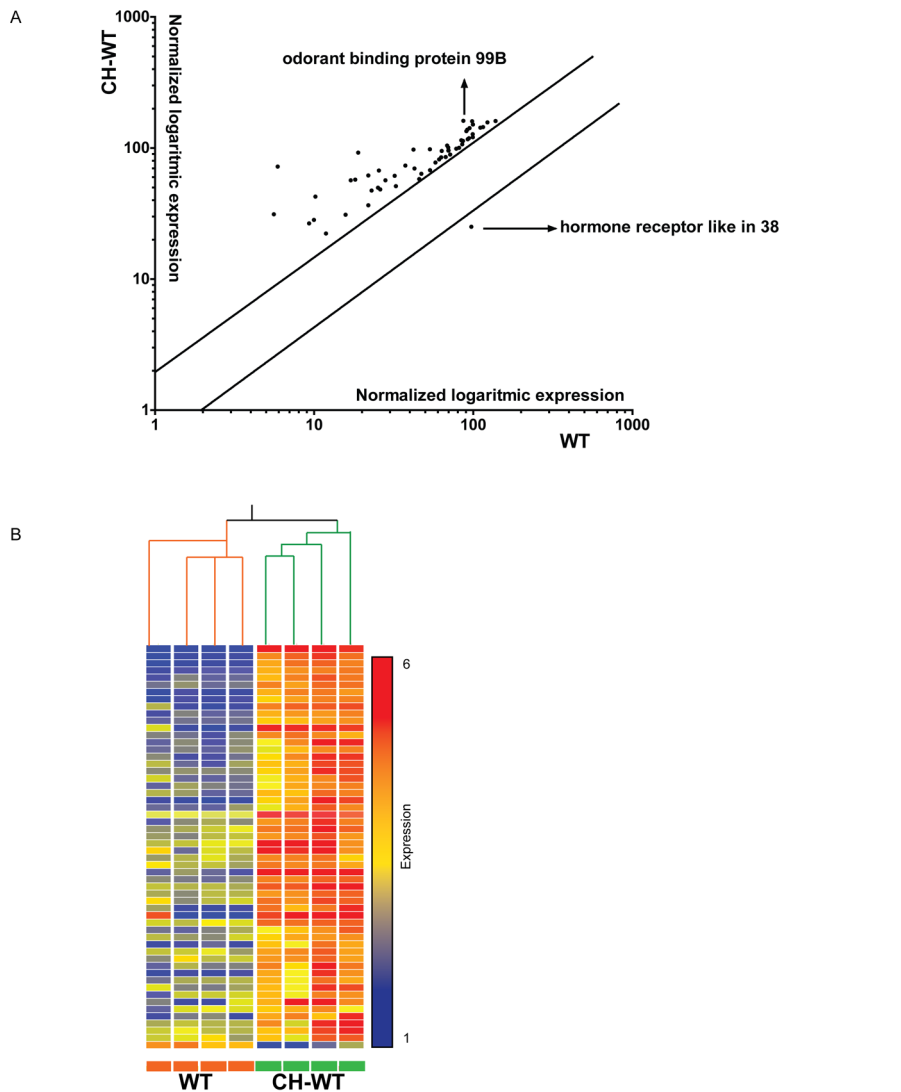 A
1000
100
10
1
CH-WT
Normalized logaritmic expression
odorant binding protein 99B
hormone receptor like in 38
Normalized logaritmic expression
1
10
100
1000
WT
B
6
Expression
1
WT
CH-WT